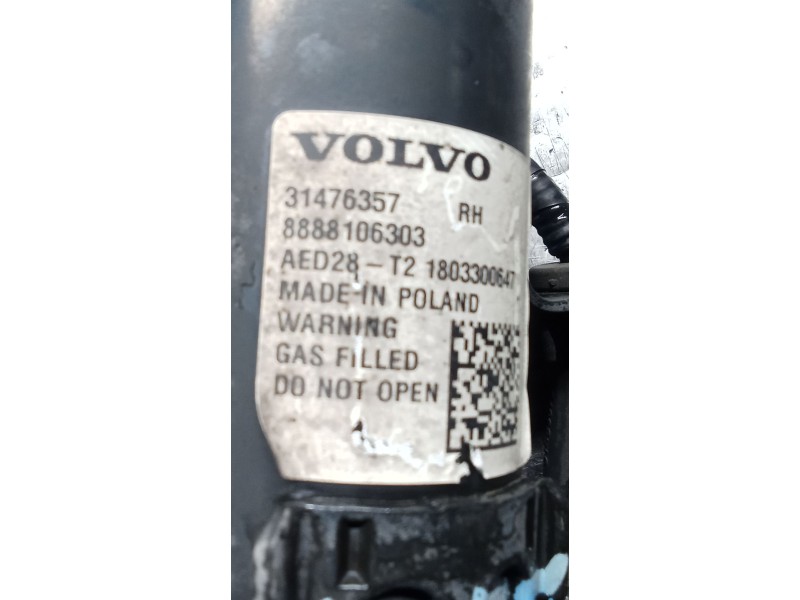 VOLVO
31476357 RH
8888106303
AED28-T2 1803300647
MADE IN POLAND
WARNING
GAS FILLED
DO NOT OPEN